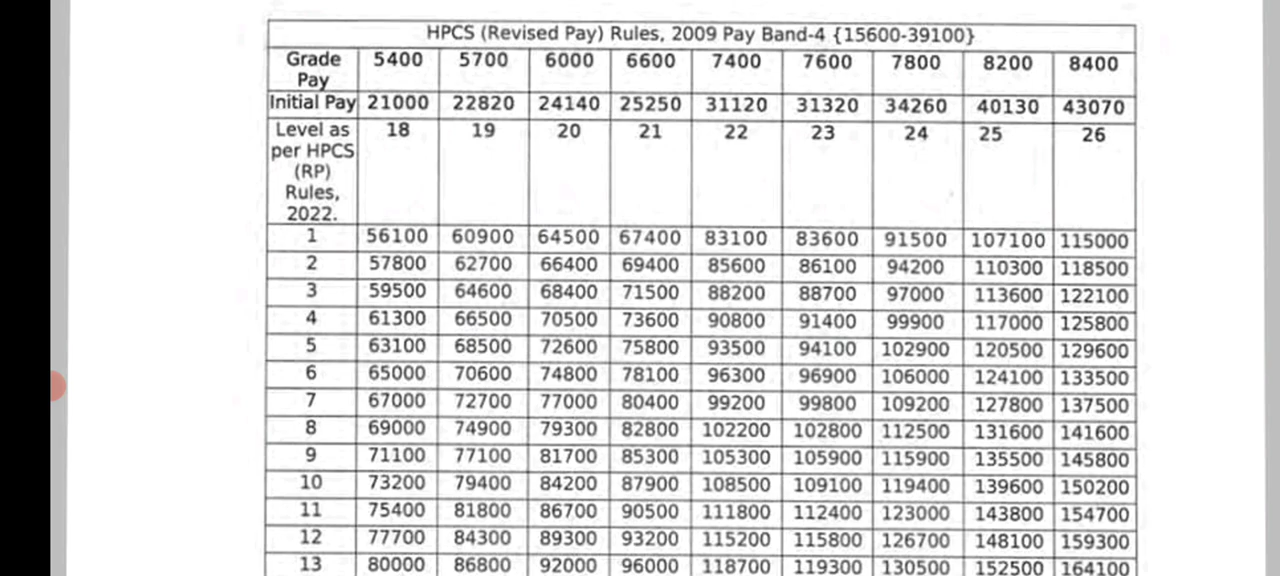 HPCS (Revised Pay) Rules, 2009 Pay Band-4 {15600-39100}
Grade Pay 5400 5700 6000 6600 7400 7600 7800 8200 8400
Initial Pay 21000 22820 24140 25250 31120 31320 34260 40130 43070
Level as per HPCS (RP) Rules, 2022. 18 19 20 21 22 23 24 25 26
1 56100 60900 64500 67400 83100 83600 91500 107100 115000
2 57800 62700 66400 69400 85600 86100 94200 110300 118500
3 59500 64600 68400 71500 88200 88700 97000 113600 122100
4 61300 66500 70500 73600 90800 91400 99900 117000 125800
5 63100 68500 72600 75800 93500 94100 102900 120500 129600
6 65000 70600 74800 78100 96300 96900 106000 124100 133500
7 67000 72700 77000 80400 99200 99800 109200 127800 137500
8 69000 74900 79300 82800 102200 102800 112500 131600 141600
9 71100 77100 81700 85300 105300 105900 115900 135500 145800
10 73200 79400 84200 87900 108500 109100 119400 139600 150200
11 75400 81800 86700 90500 111800 112400 123000 143800 154700
12 77700 84300 89300 93200 115200 115800 126700 148100 159300
13 80000 86800 92000 96000 118700 119300 130500 152500 164100